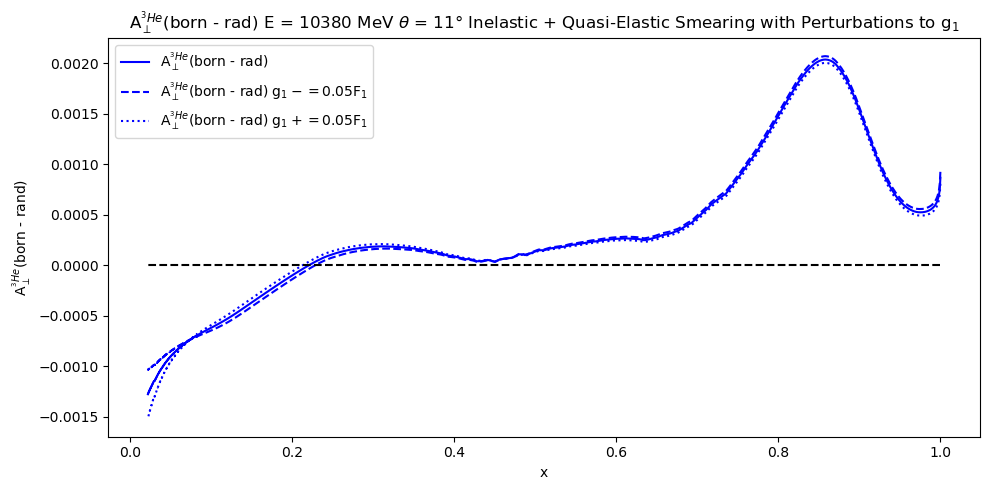 A⊥^³He(born - rad) E = 10380 MeV θ = 11° Inelastic + Quasi-Elastic Smearing with Perturbations to g₁
A⊥^³He(born - rad)
A⊥^³He(born - rad) g₁ − = 0.05F₁
A⊥^³He(born - rad) g₁ + = 0.05F₁
A⊥^³He(born - rand)
0.0020
0.0015
0.0010
0.0005
0.0000
−0.0005
−0.0010
−0.0015
0.0 0.2 0.4 0.6 0.8 1.0
x